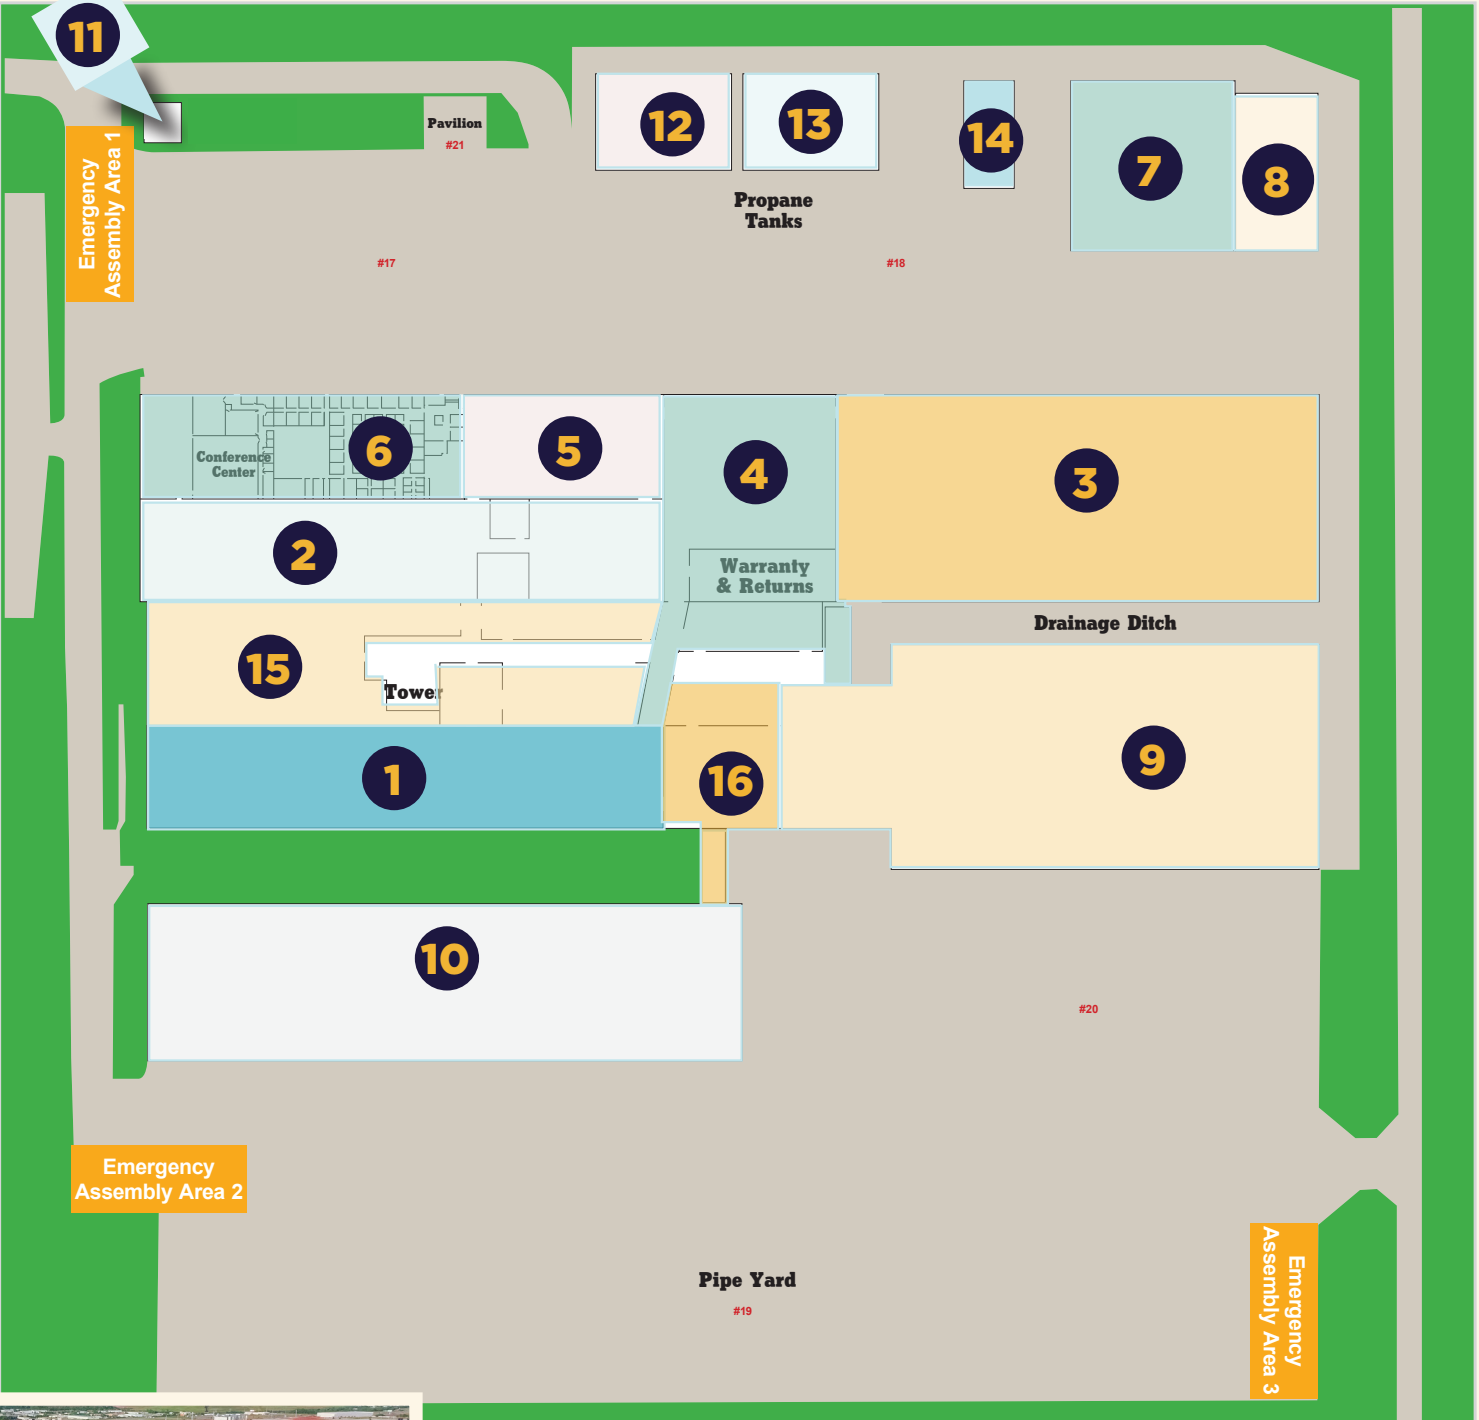 11
12
13
14
7
8
Pavilion
#21
Emergency
Assembly Area 1
Propane
Tanks
#17
#18
6
5
4
3
Conference
Center
2
Warranty
& Returns
Drainage Ditch
15
Tower
1
16
9
10
#20
Emergency
Assembly Area 2
Pipe Yard
#19
Emergency
Assembly Area 3